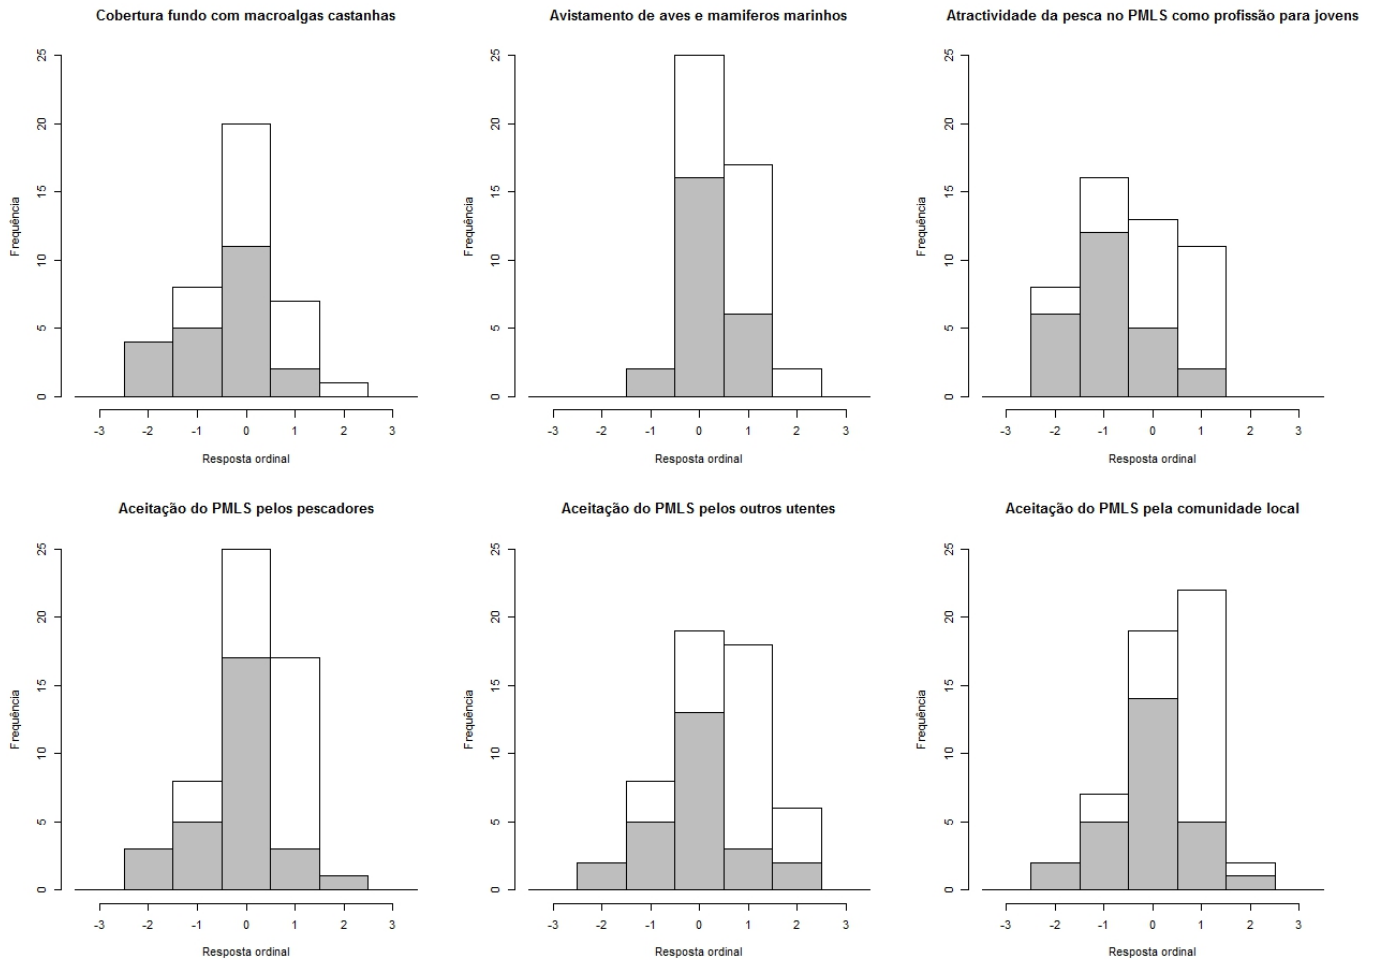 Cobertura fundo com macroalgas castanhas
Avistamento de aves e mamiferos marinhos
Atractividade da pesca no PMLS como profissão para jovens
Frequência
0 5 10 15 20 25
-3 -2 -1 0 1 2 3
Resposta ordinal
Frequência
0 5 10 15 20 25
-3 -2 -1 0 1 2 3
Resposta ordinal
Frequência
0 5 10 15 20 25
-3 -2 -1 0 1 2 3
Resposta ordinal
Aceitação do PMLS pelos pescadores
Aceitação do PMLS pelos outros utentes
Aceitação do PMLS pela comunidade local
Frequência
0 5 10 15 20 25
-3 -2 -1 0 1 2 3
Resposta ordinal
Frequência
0 5 10 15 20 25
-3 -2 -1 0 1 2 3
Resposta ordinal
Frequência
0 5 10 15 20 25
-3 -2 -1 0 1 2 3
Resposta ordinal